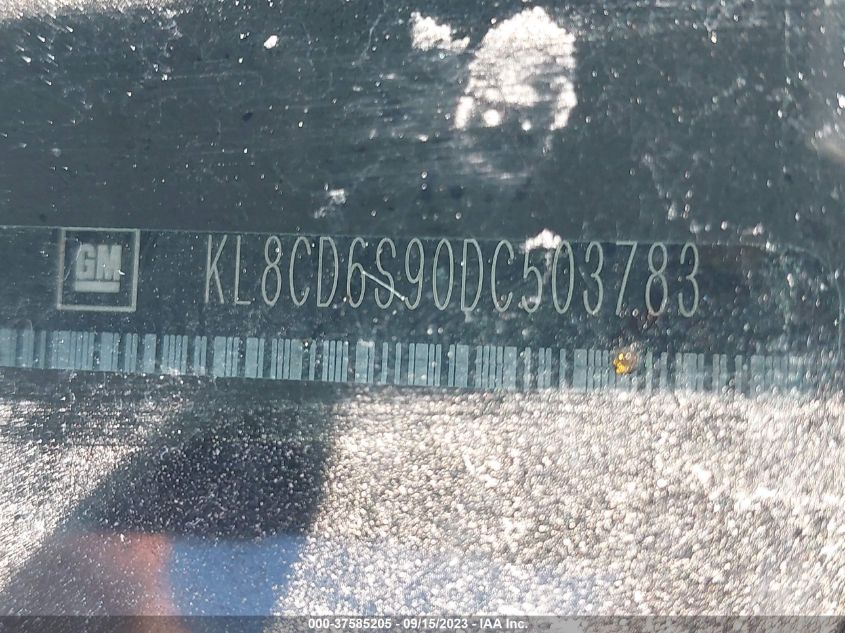 GM KL8CD6S90DC503783
000-37585205 - 09/15/2023 - IAA Inc.